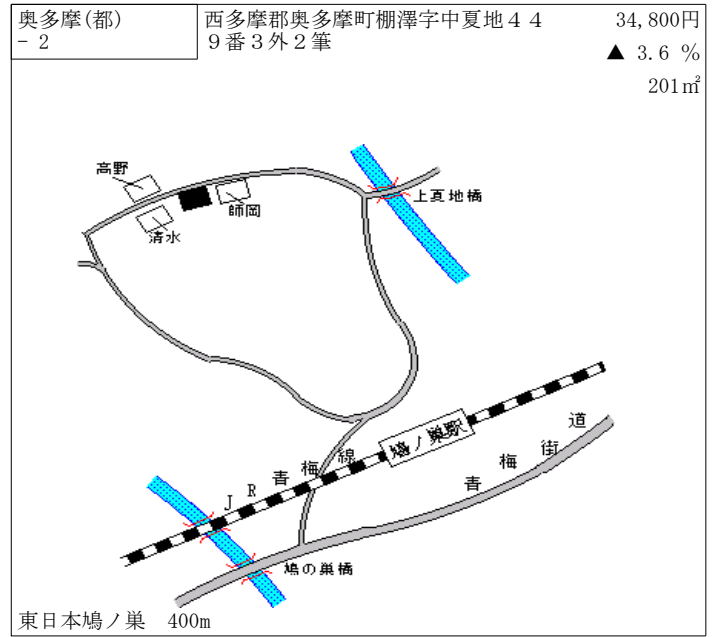 奥多摩(都)
- 2
西多摩郡奥多摩町棚澤字中夏地４４
９番３外２筆
34,800円
▲ 3.6 %
201㎡
高野
師岡
清水
上夏地橋
鳩ノ巣駅
JR青梅線
青梅街道
鳩の巣橋
東日本鳩ノ巣 400m